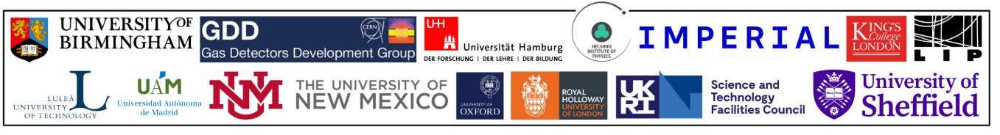 UNIVERSITY OF
BIRMINGHAM
GDD
CERN
Gas Detectors Development Group
UHH
Universität Hamburg
DER FORSCHUNG | DER LEHRE | DER BILDUNG
HELSINKI
INSTITUTE OF
PHYSICS
IMPERIAL
KING'S
College
LONDON
LIP
LULEÅ
UNIVERSITY
OF TECHNOLOGY
L
UAM
Universidad Autónoma
de Madrid
NM
THE UNIVERSITY OF
NEW MEXICO
UNIVERSITY OF
OXFORD
ROYAL
HOLLOWAY
UNIVERSITY
OF LONDON
UK
RI
Science and
Technology
Facilities Council
University of
Sheffield